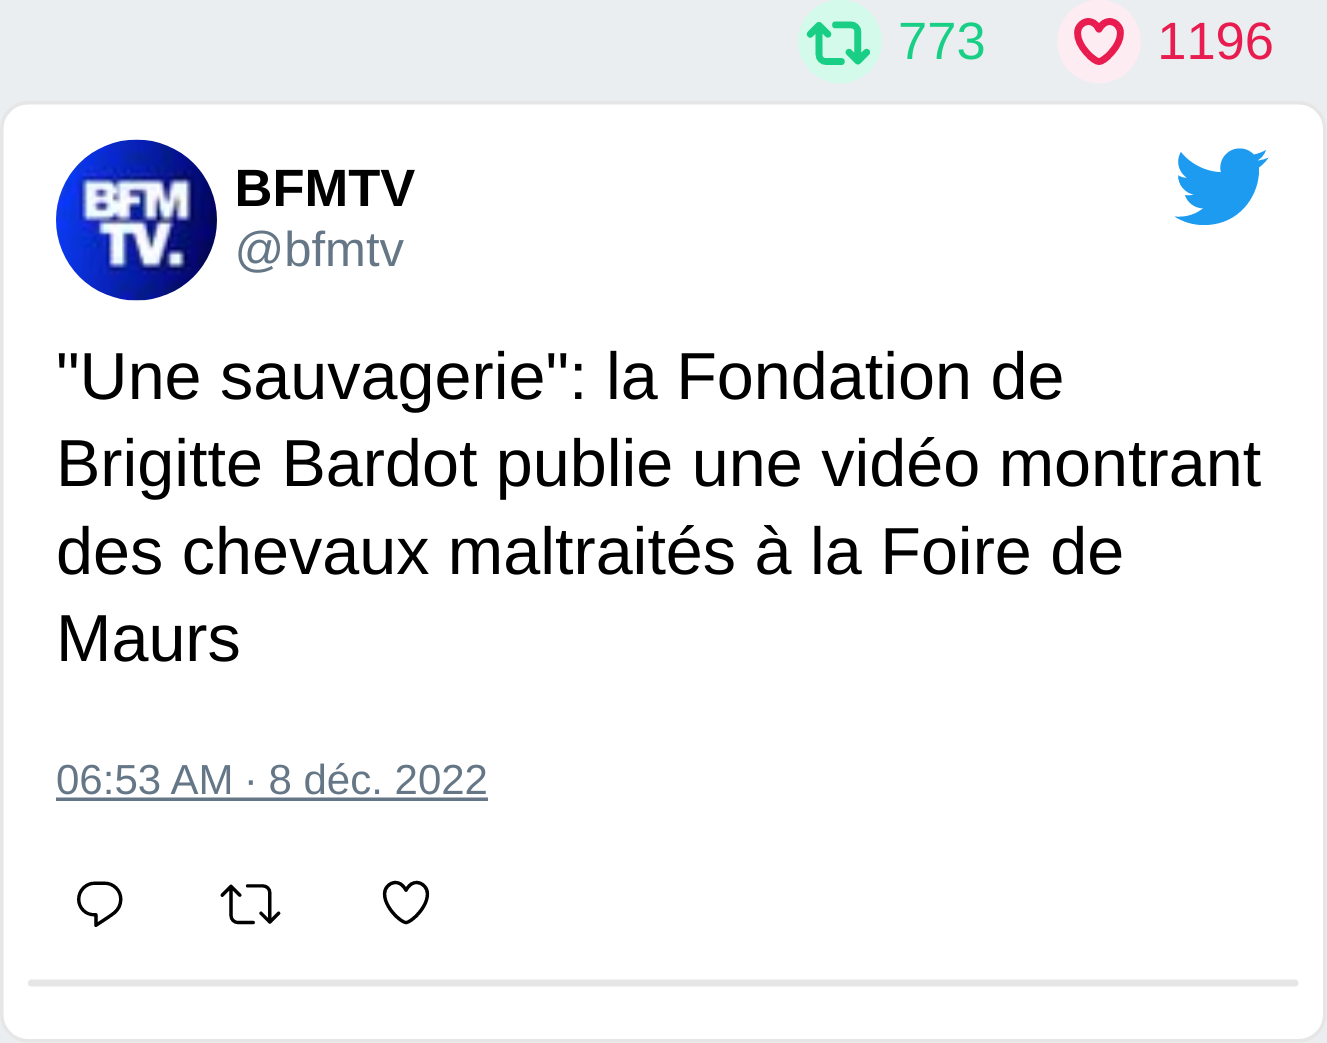 773 1196
BFM
TV.
BFMTV
@bfmtv
"Une sauvagerie": la Fondation de
Brigitte Bardot publie une vidéo montrant
des chevaux maltraités à la Foire de
Maurs
06:53 AM · 8 déc. 2022